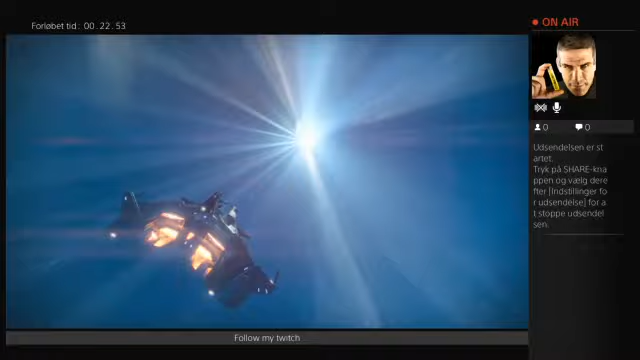 Forløbet tid.: 00.22.53
ON AIR
0 0
Udsendelsen er st
artet.
Tryk på SHARE-kna
ppen og vælg dere
fter [Indstillinger fo
r udsendelse] for a
t stoppe udsendel
sen.
Follow my twitch